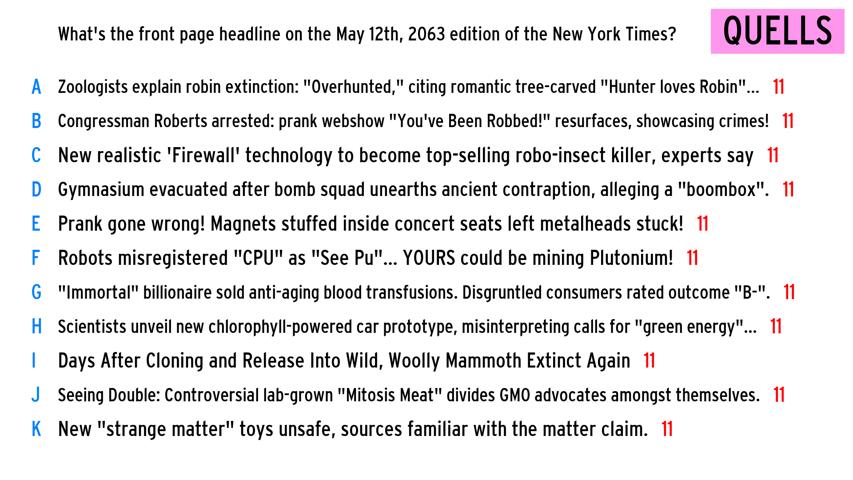 What's the front page headline on the May 12th, 2063 edition of the New York Times? QUELLS
A Zoologists explain robin extinction: "Overhunted," citing romantic tree-carved "Hunter loves Robin"... 11
B Congressman Roberts arrested: prank webshow "You've Been Robbed!" resurfaces, showcasing crimes! 11
C New realistic 'Firewall' technology to become top-selling robo-insect killer, experts say 11
D Gymnasium evacuated after bomb squad unearths ancient contraption, alleging a "boombox". 11
E Prank gone wrong! Magnets stuffed inside concert seats left metalheads stuck! 11
F Robots misregistered "CPU" as "See Pu"... YOURS could be mining Plutonium! 11
G "Immortal" billionaire sold anti-aging blood transfusions. Disgruntled consumers rated outcome "B-". 11
H Scientists unveil new chlorophyll-powered car prototype, misinterpreting calls for "green energy"... 11
I Days After Cloning and Release Into Wild, Woolly Mammoth Extinct Again 11
J Seeing Double: Controversial lab-grown "Mitosis Meat" divides GMO advocates amongst themselves. 11
K New "strange matter" toys unsafe, sources familiar with the matter claim. 11